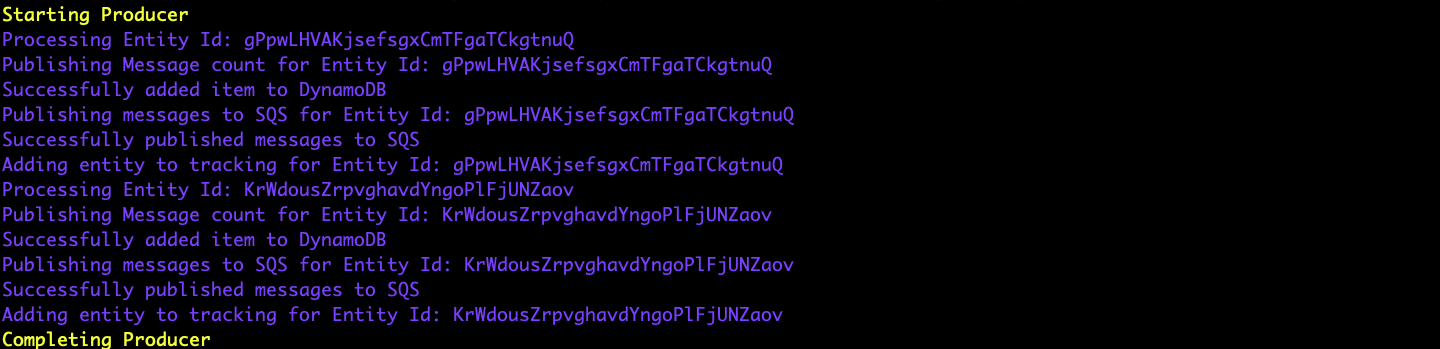 Starting Producer
Processing Entity Id: gPpwLHVAKjsefsgxCmTFgaTCkgtnuQ
Publishing Message count for Entity Id: gPpwLHVAKjsefsgxCmTFgaTCkgtnuQ
Successfully added item to DynamoDB
Publishing messages to SQS for Entity Id: gPpwLHVAKjsefsgxCmTFgaTCkgtnuQ
Successfully published messages to SQS
Adding entity to tracking for Entity Id: gPpwLHVAKjsefsgxCmTFgaTCkgtnuQ
Processing Entity Id: KrWdousZrpvghavdYngoPlFjUNZaov
Publishing Message count for Entity Id: KrWdousZrpvghavdYngoPlFjUNZaov
Successfully added item to DynamoDB
Publishing messages to SQS for Entity Id: KrWdousZrpvghavdYngoPlFjUNZaov
Successfully published messages to SQS
Adding entity to tracking for Entity Id: KrWdousZrpvghavdYngoPlFjUNZaov
Completing Producer